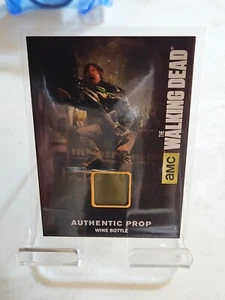 THE
WALKING DEAD
amc
AUTHENTIC PROP
WINE BOTTLE